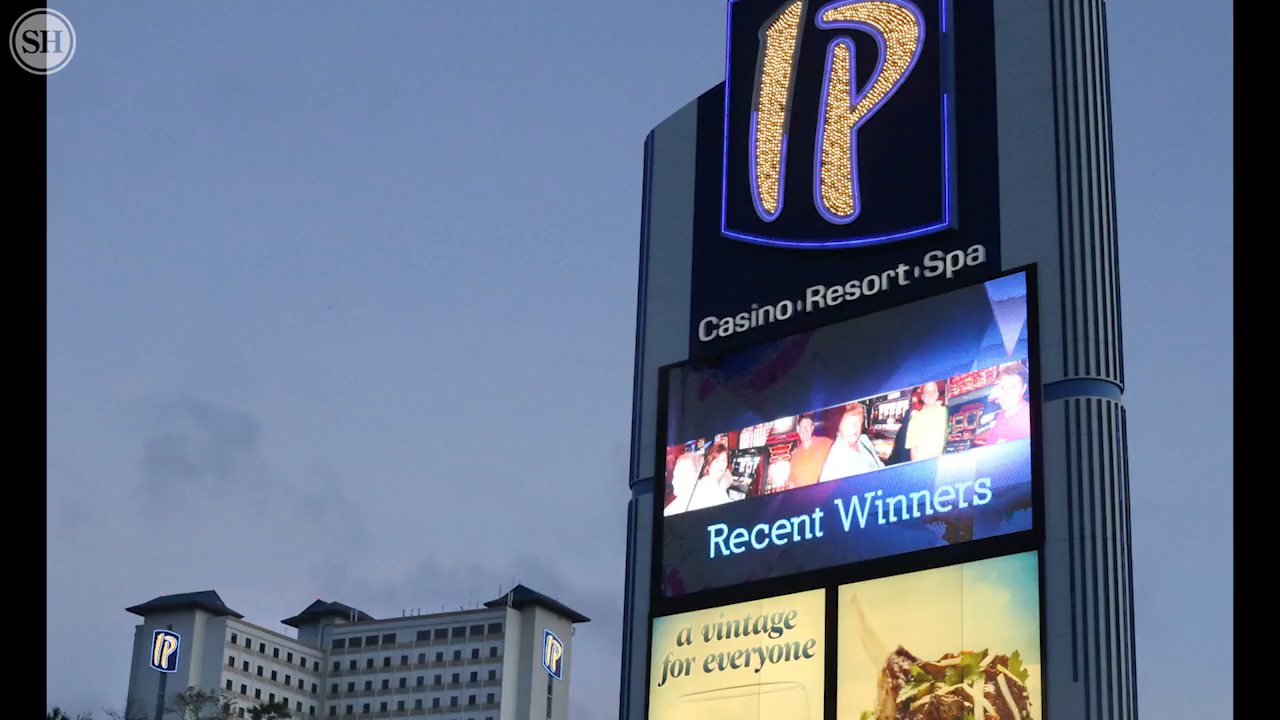 SH
IP
Casino·Resort·Spa
Recent Winners
a vintage
for everyone
IP
IP